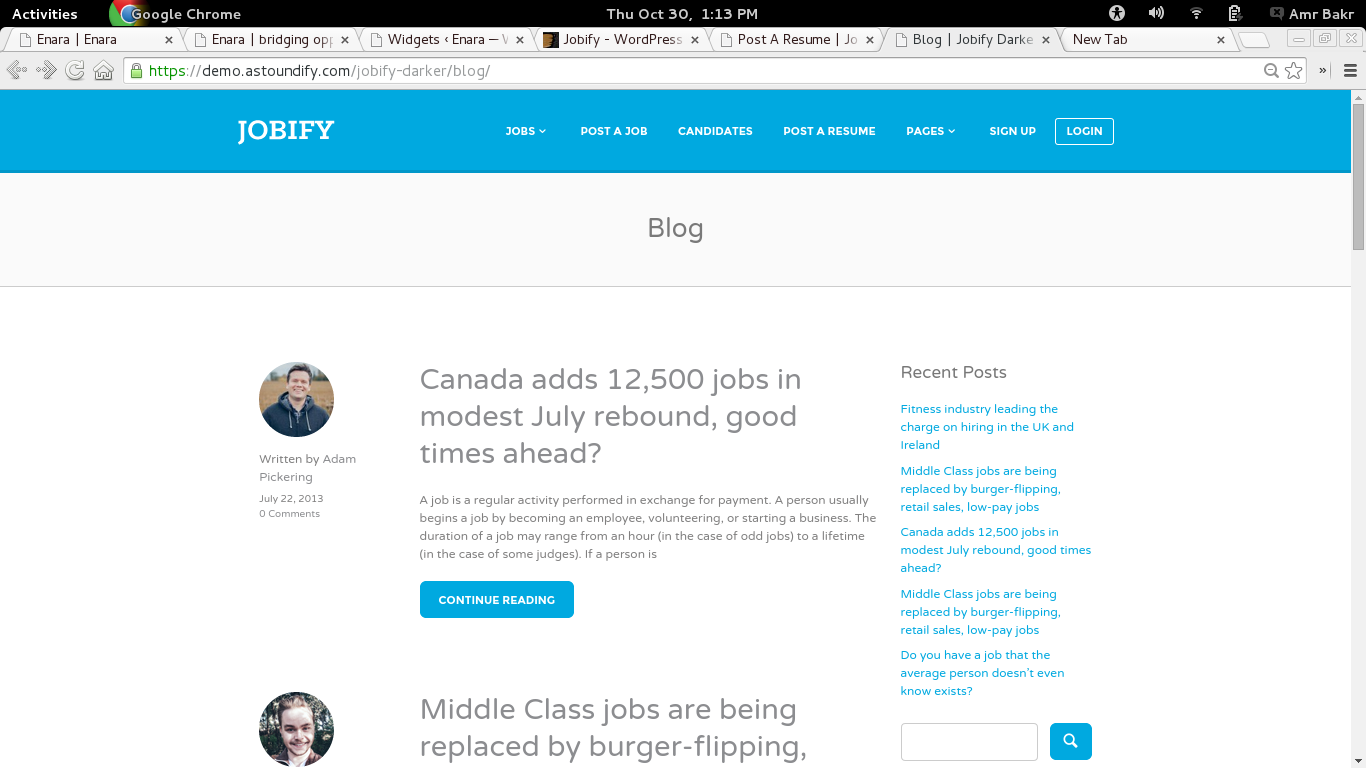 Activities Google Chrome Thu Oct 30, 1:13 PM Amr Bakr
Enara | Enara Enara | bridging opp Widgets ‹ Enara — W Jobify - WordPress Post A Resume | Jo Blog | Jobify Darke New Tab
https://demo.astoundify.com/jobify-darker/blog/ »
JOBIFY JOBS POST A JOB CANDIDATES POST A RESUME PAGES SIGN UP LOGIN
Blog
Canada adds 12,500 jobs in
modest July rebound, good
times ahead?
Written by Adam
Pickering
July 22, 2013
0 Comments
A job is a regular activity performed in exchange for payment. A person usually
begins a job by becoming an employee, volunteering, or starting a business. The
duration of a job may range from an hour (in the case of odd jobs) to a lifetime
(in the case of some judges). If a person is
CONTINUE READING
Middle Class jobs are being
replaced by burger-flipping,
Recent Posts
Fitness industry leading the
charge on hiring in the UK and
Ireland
Middle Class jobs are being
replaced by burger-flipping,
retail sales, low-pay jobs
Canada adds 12,500 jobs in
modest July rebound, good times
ahead?
Middle Class jobs are being
replaced by burger-flipping,
retail sales, low-pay jobs
Do you have a job that the
average person doesn't even
know exists?